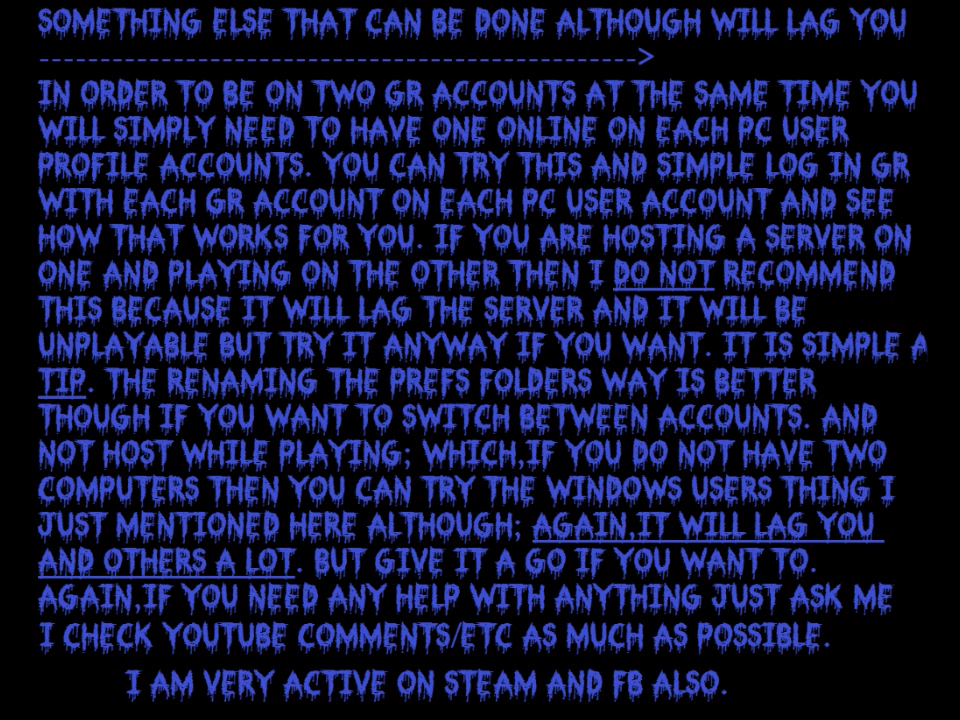 SOMETHING ELSE THAT CAN BE DONE ALTHOUGH WILL LAG YOU
-------------------------------------------------->
IN ORDER TO BE ON TWO GR ACCOUNTS AT THE SAME TIME YOU
WILL SIMPLY NEED TO HAVE ONE ONLINE ON EACH PC USER
PROFILE ACCOUNTS. YOU CAN TRY THIS AND SIMPLE LOG IN GR
WITH EACH GR ACCOUNT ON EACH PC USER ACCOUNT AND SEE
HOW THAT WORKS FOR YOU. IF YOU ARE HOSTING A SERVER ON
ONE AND PLAYING ON THE OTHER THEN I DO NOT RECOMMEND
THIS BECAUSE IT WILL LAG THE SERVER AND IT WILL BE
UNPLAYABLE BUT TRY IT ANYWAY IF YOU WANT. IT IS SIMPLE A
TIP. THE RENAMING THE PREFS FOLDERS WAY IS BETTER
THOUGH IF YOU WANT TO SWITCH BETWEEN ACCOUNTS. AND
NOT HOST WHILE PLAYING; WHICH,IF YOU DO NOT HAVE TWO
COMPUTERS THEN YOU CAN TRY THE WINDOWS USERS THING I
JUST MENTIONED HERE ALTHOUGH; AGAIN,IT WILL LAG YOU
AND OTHERS A LOT. BUT GIVE IT A GO IF YOU WANT TO.
AGAIN,IF YOU NEED ANY HELP WITH ANYTHING JUST ASK ME
I CHECK YOUTUBE COMMENTS/ETC AS MUCH AS POSSIBLE.
I AM VERY ACTIVE ON STEAM AND FB ALSO.